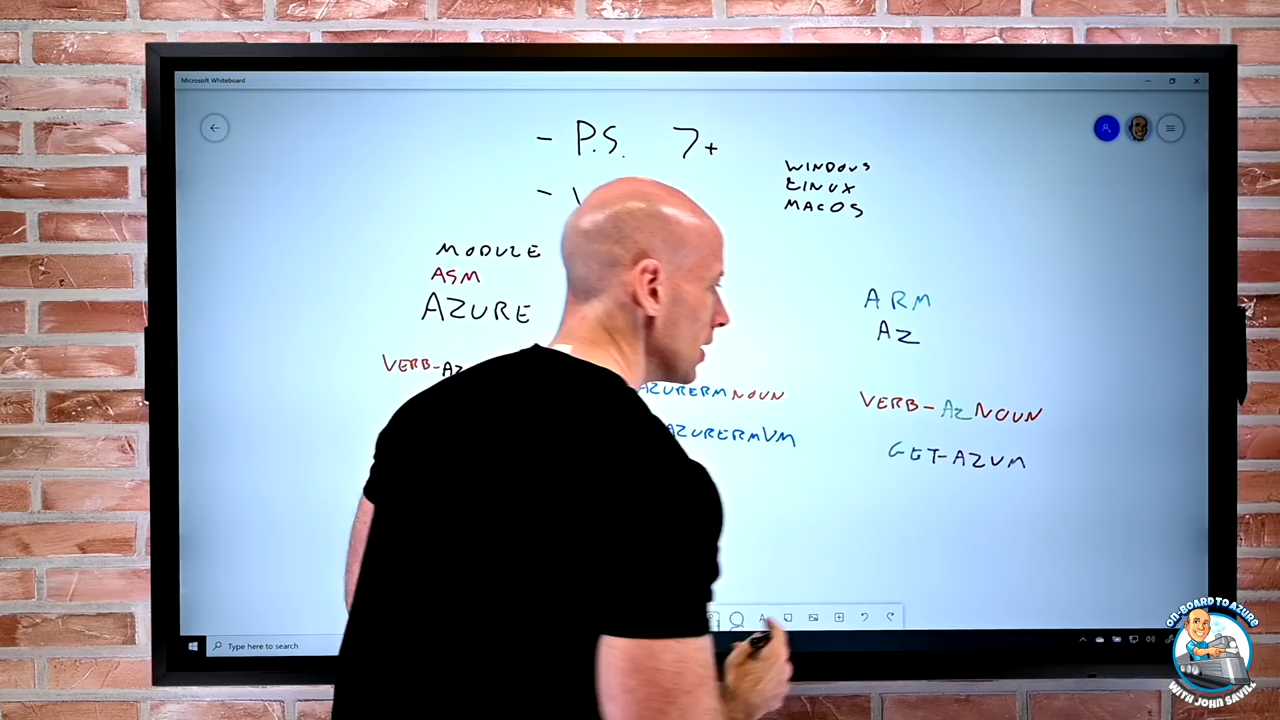 Microsoft Whiteboard
- P.S. 7+
-
WINDOWS
LINUX
MACOS
MODULE
ASM
AZURE
ARM
AZ
VERB-AZ
AZURERMNOUN
VERB-AZNOUN
AZURERMVM
GET-AZVM
Type here to search
ON-BOARD TO AZURE
WITH JOHN SAVILL